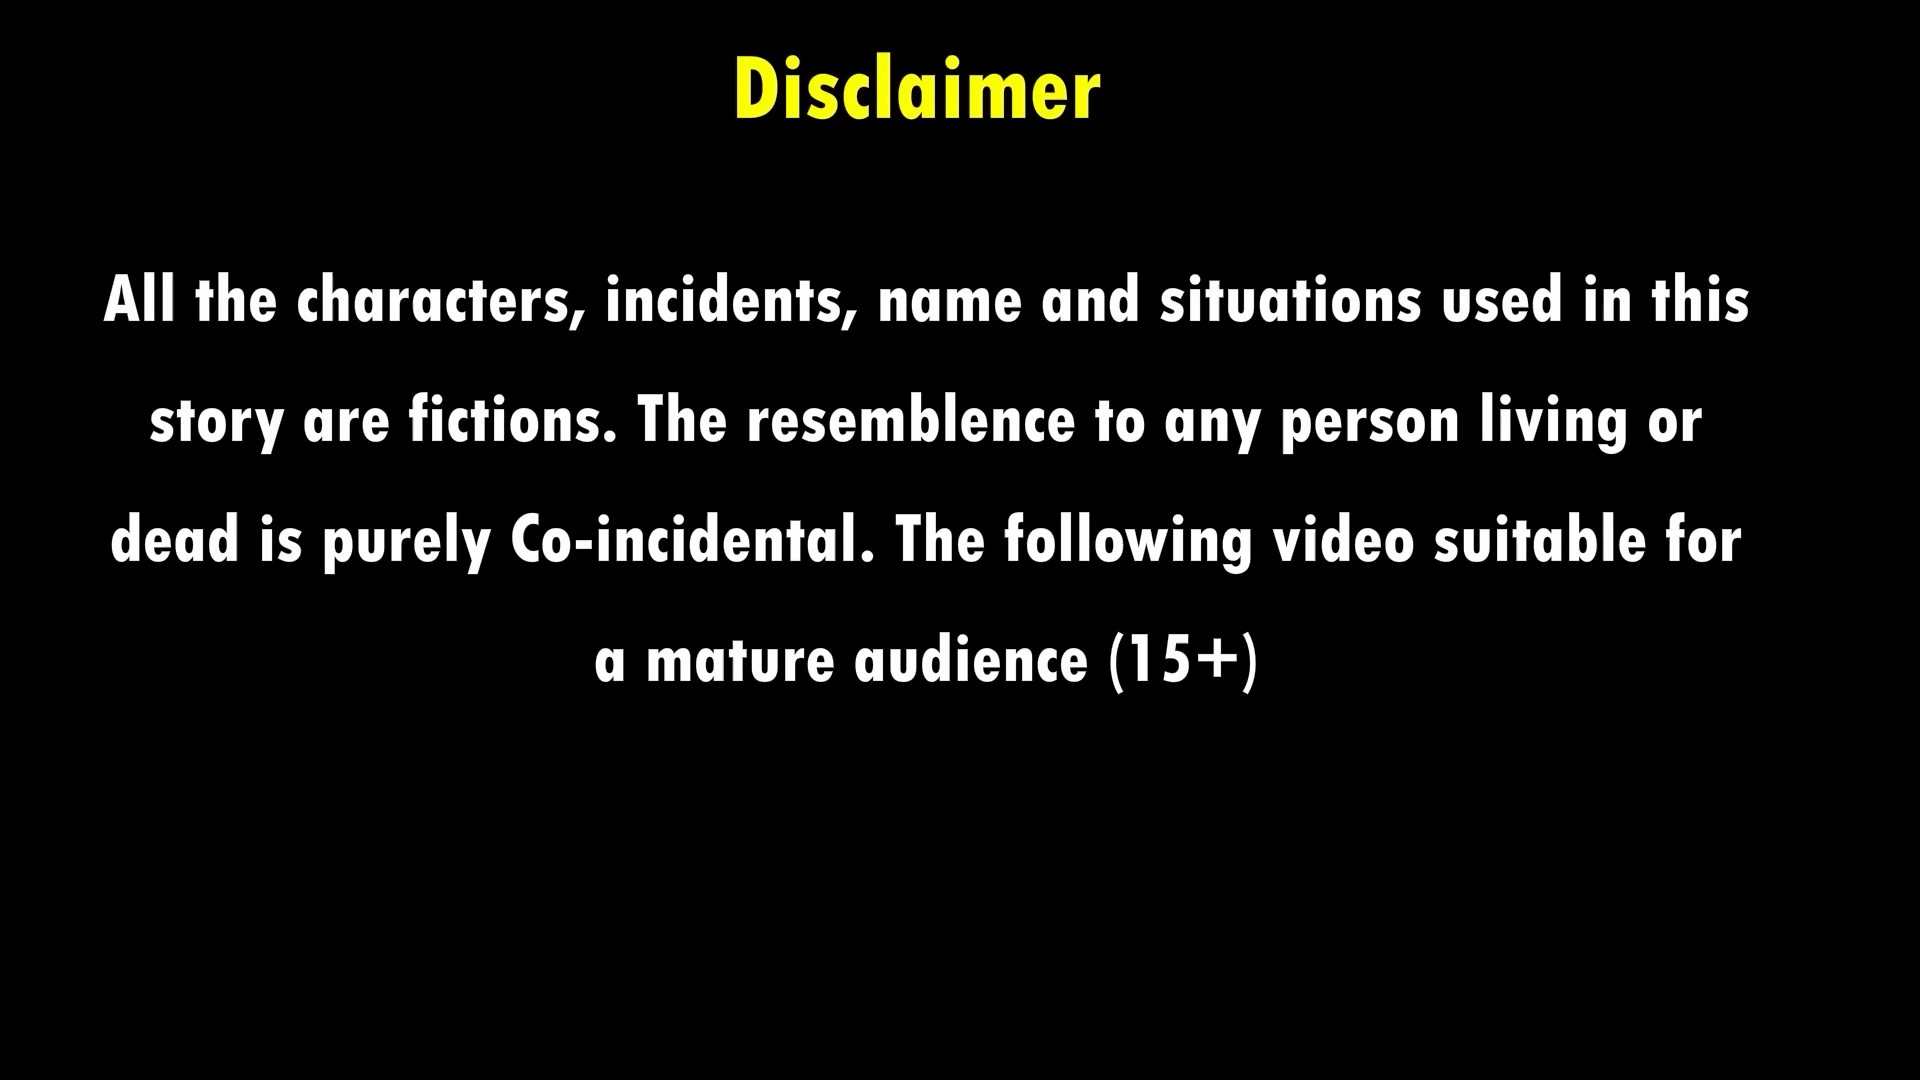 Disclaimer
All the characters, incidents, name and situations used in this
story are fictions. The resemblence to any person living or
dead is purely Co-incidental. The following video suitable for
a mature audience (15+)